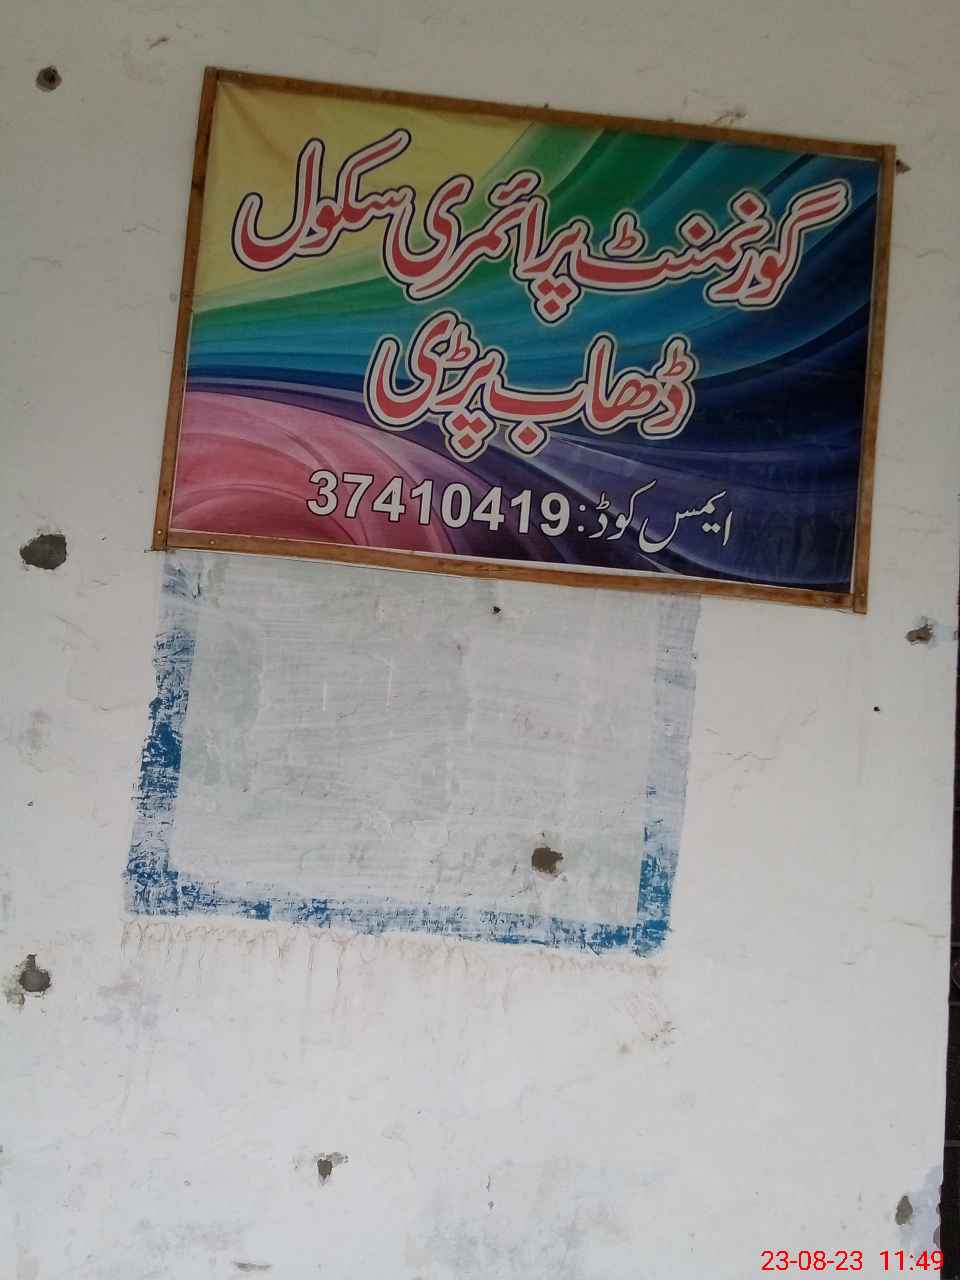 گورنمنٹ پرائمری سکول
ڈھاب پڑی
ایمس کوڈ: 37410419
23-08-23 11:49